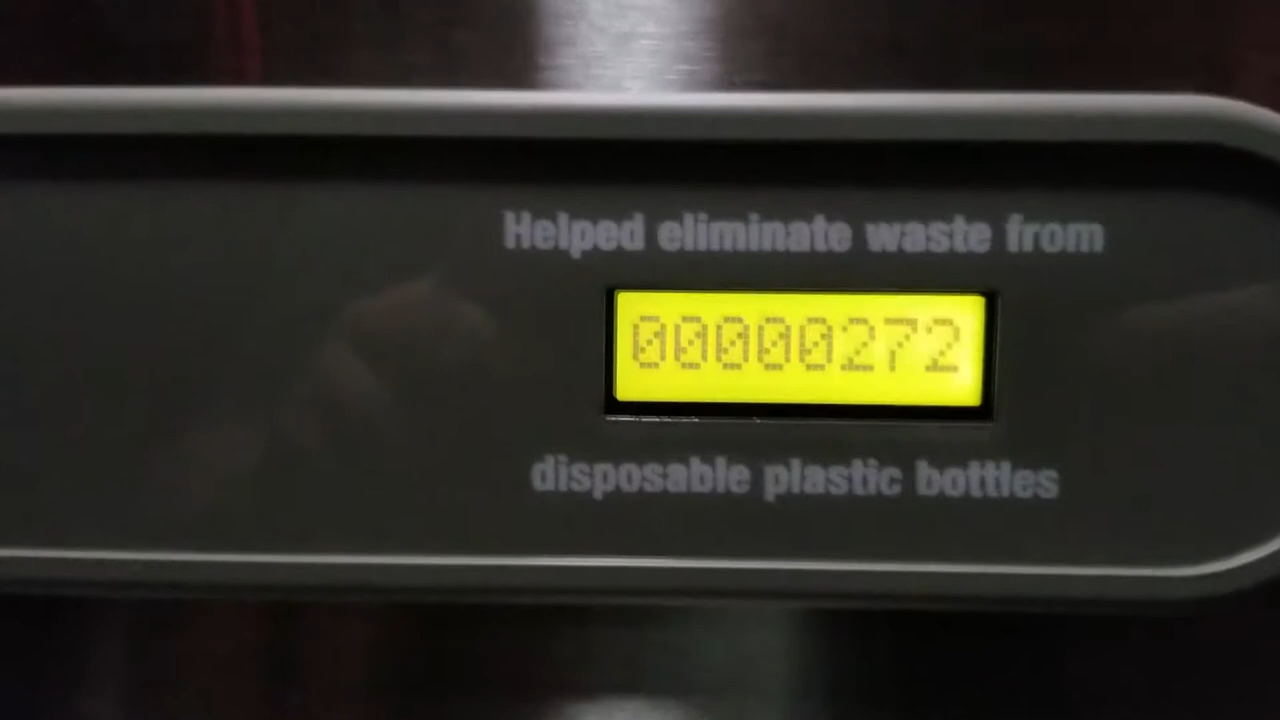 Helped eliminate waste from
00000272
disposable plastic bottles